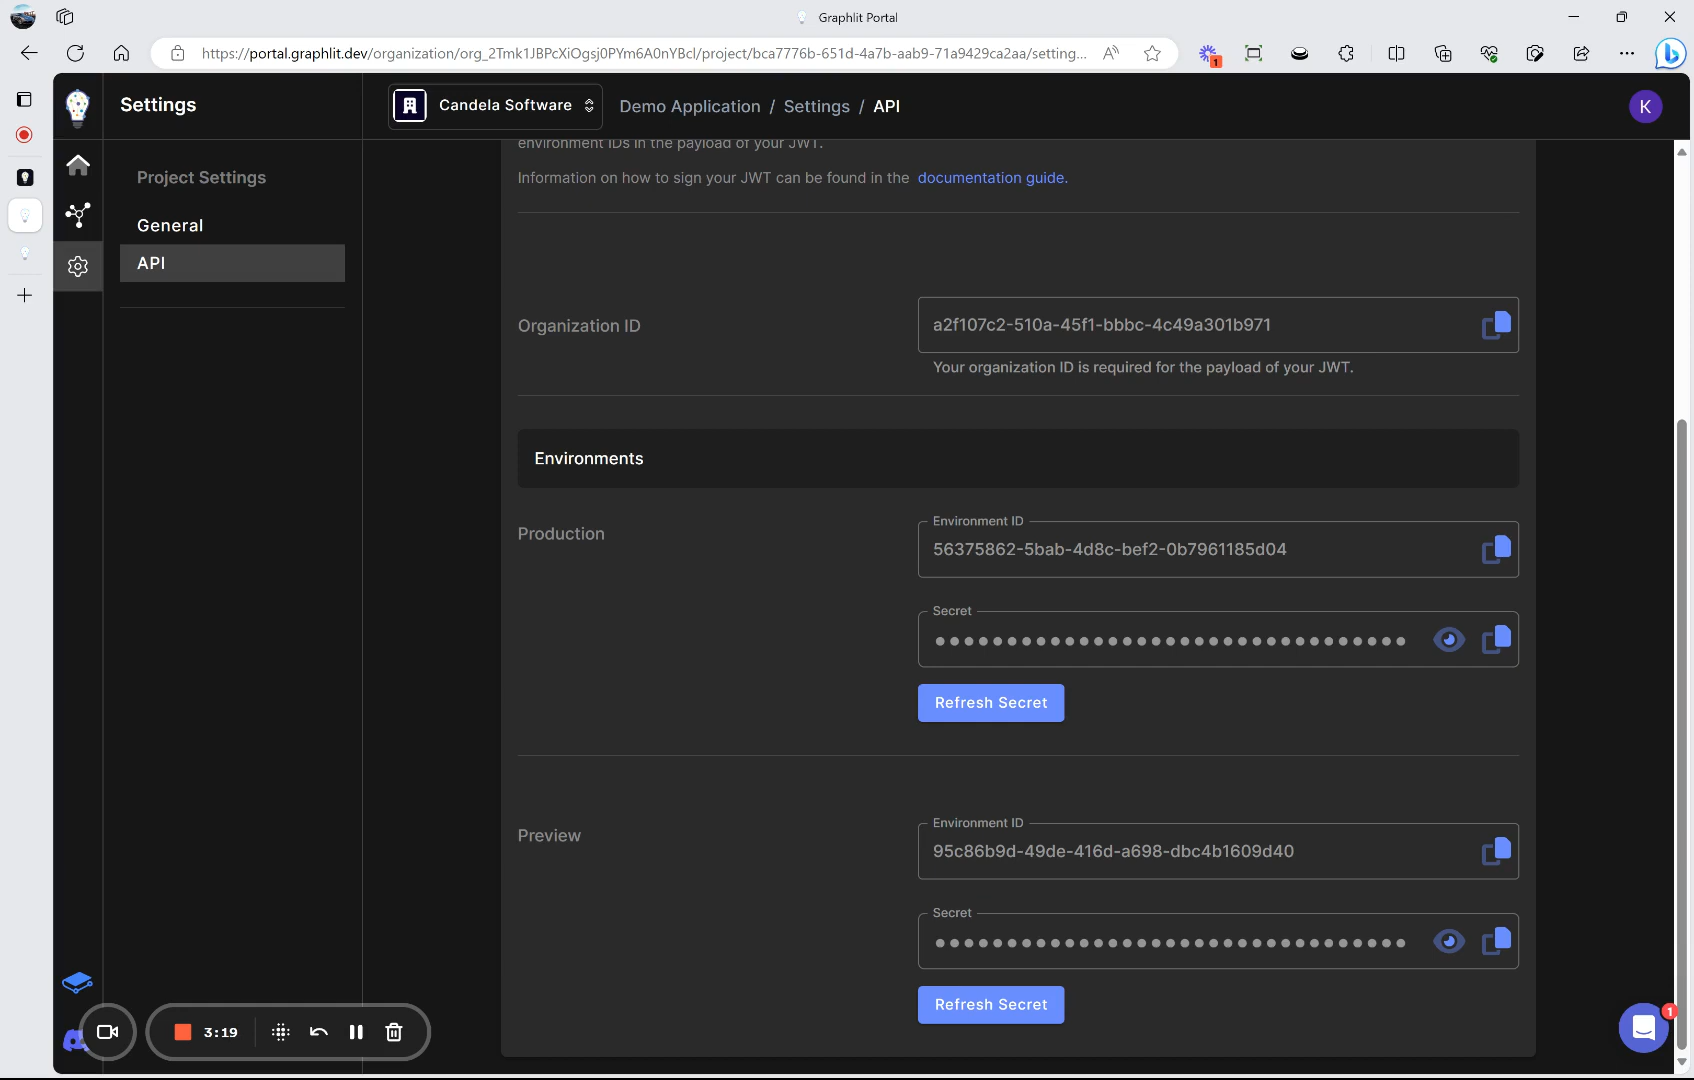 Graphlit Portal
https://portal.graphlit.dev/organization/org_2Tmk1JBPcXiOgsj0PYm6A0nYBcl/project/bca7776b-651d-4a7b-aab9-71a9429ca2aa/setting...
1
Settings
Candela Software
Demo Application / Settings / API
K
Project Settings
General
API
environment IDs in the payload of your JWT.
Information on how to sign your JWT can be found in the documentation guide.
Organization ID
a2f107c2-510a-45f1-bbbc-4c49a301b971
Your organization ID is required for the payload of your JWT.
Environments
Production
Environment ID
56375862-5bab-4d8c-bef2-0b7961185d04
Secret
Refresh Secret
Preview
Environment ID
95c86b9d-49de-416d-a698-dbc4b1609d40
Secret
Refresh Secret
3:19
1